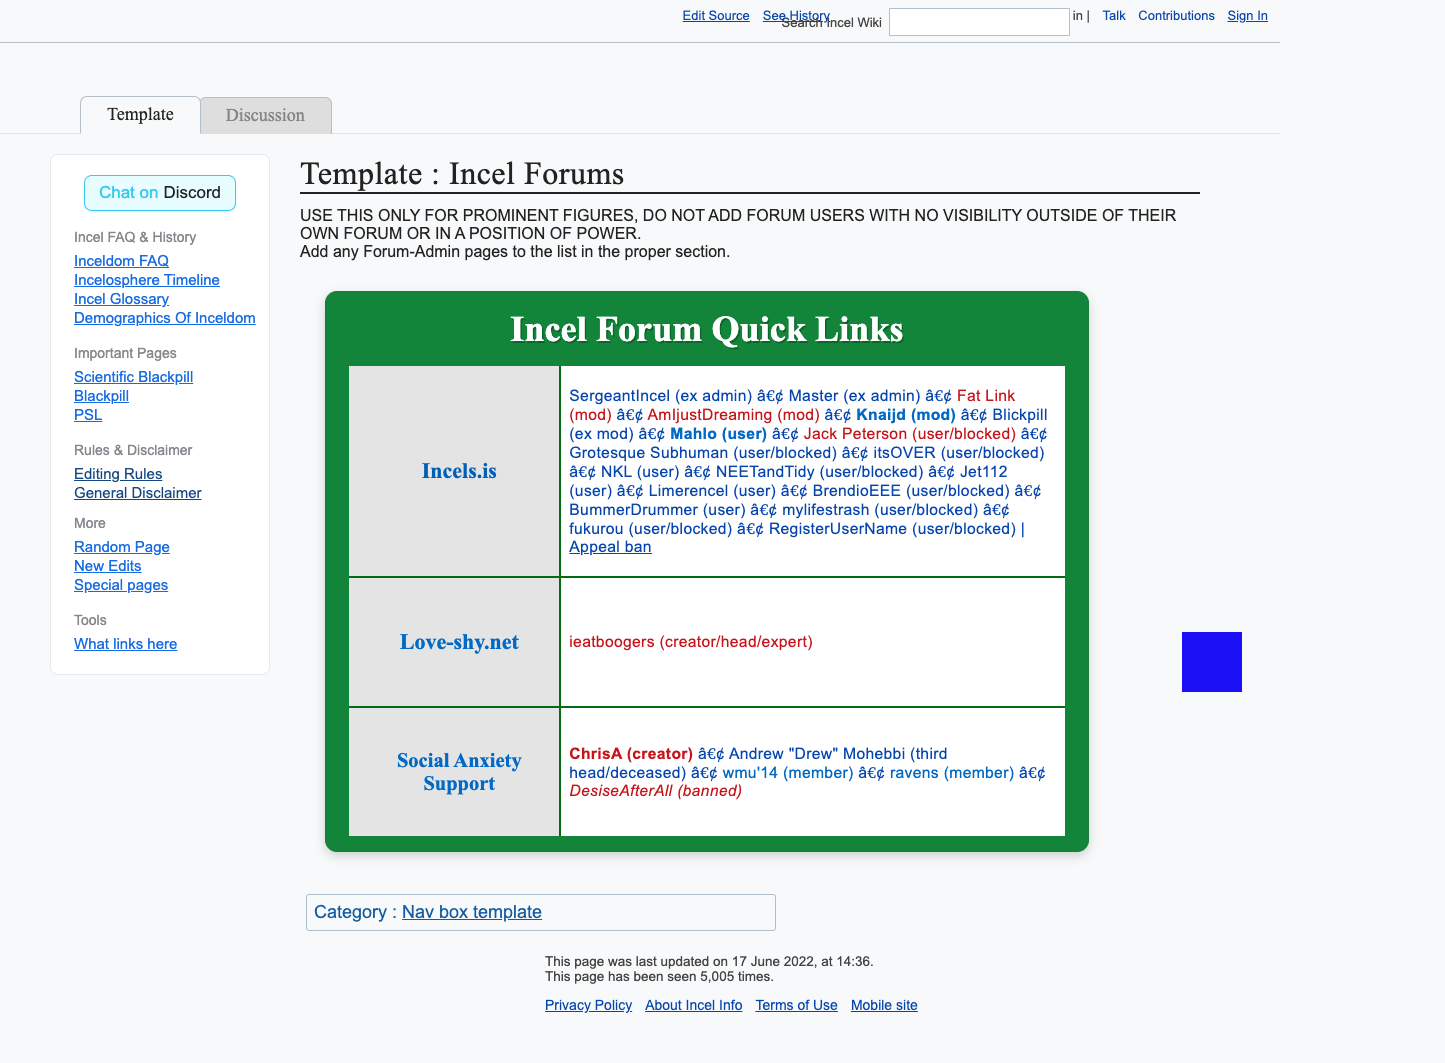 Edit Source See History Search Incel Wiki in | Talk Contributions Sign In
Template Discussion
Chat on Discord
Incel FAQ & History
Inceldom FAQ
Incelosphere Timeline
Incel Glossary
Demographics Of Inceldom
Important Pages
Scientific Blackpill
Blackpill
PSL
Rules & Disclaimer
Editing Rules
General Disclaimer
More
Random Page
New Edits
Special pages
Tools
What links here
Template : Incel Forums
USE THIS ONLY FOR PROMINENT FIGURES, DO NOT ADD FORUM USERS WITH NO VISIBILITY OUTSIDE OF THEIR
OWN FORUM OR IN A POSITION OF POWER.
Add any Forum-Admin pages to the list in the proper section.
Incel Forum Quick Links
Incels.is
SergeantIncel (ex admin) â€¢ Master (ex admin) â€¢ Fat Link
(mod) â€¢ AmIjustDreaming (mod) â€¢ Knaijd (mod) â€¢ Blickpill
(ex mod) â€¢ Mahlo (user) â€¢ Jack Peterson (user/blocked) â€¢
Grotesque Subhuman (user/blocked) â€¢ itsOVER (user/blocked)
â€¢ NKL (user) â€¢ NEETandTidy (user/blocked) â€¢ Jet112
(user) â€¢ Limerencel (user) â€¢ BrendioEEE (user/blocked) â€¢
BummerDrummer (user) â€¢ mylifestrash (user/blocked) â€¢
fukurou (user/blocked) â€¢ RegisterUserName (user/blocked) |
Appeal ban
Love-shy.net
ieatboogers (creator/head/expert)
Social Anxiety
Support
ChrisA (creator) â€¢ Andrew "Drew" Mohebbi (third
head/deceased) â€¢ wmu'14 (member) â€¢ ravens (member) â€¢
DesiseAfterAll (banned)
Category : Nav box template
This page was last updated on 17 June 2022, at 14:36.
This page has been seen 5,005 times.
Privacy Policy About Incel Info Terms of Use Mobile site